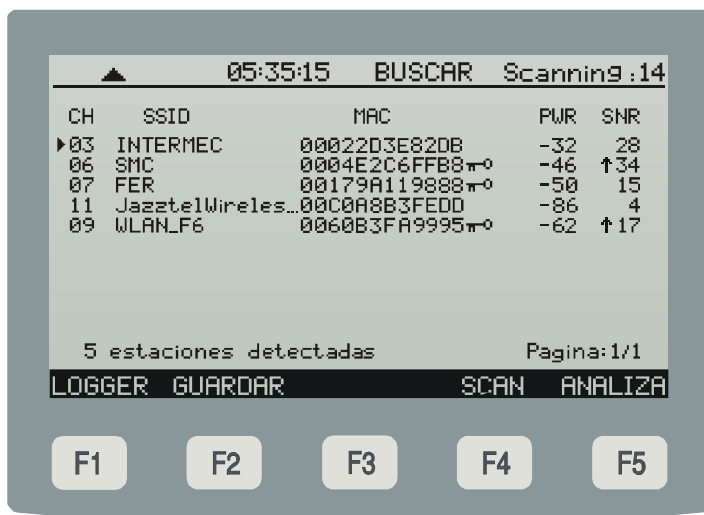 05:35:15 BUSCAR Scanning :14
CH SSID MAC PWR SNR
03 INTERMEC 00022D3E82DB -32 28
06 SMC 0004E2C6FFB8 -46 34
07 FER 00179A119888 -50 15
11 JazztelWireles…00C0A8B3FEDD -86 4
09 WLAN_F6 0060B3FA9995 -62 17
5 estaciones detectadas Pagina:1/1
LOGGER GUARDAR SCAN ANALIZA
F1 F2 F3 F4 F5